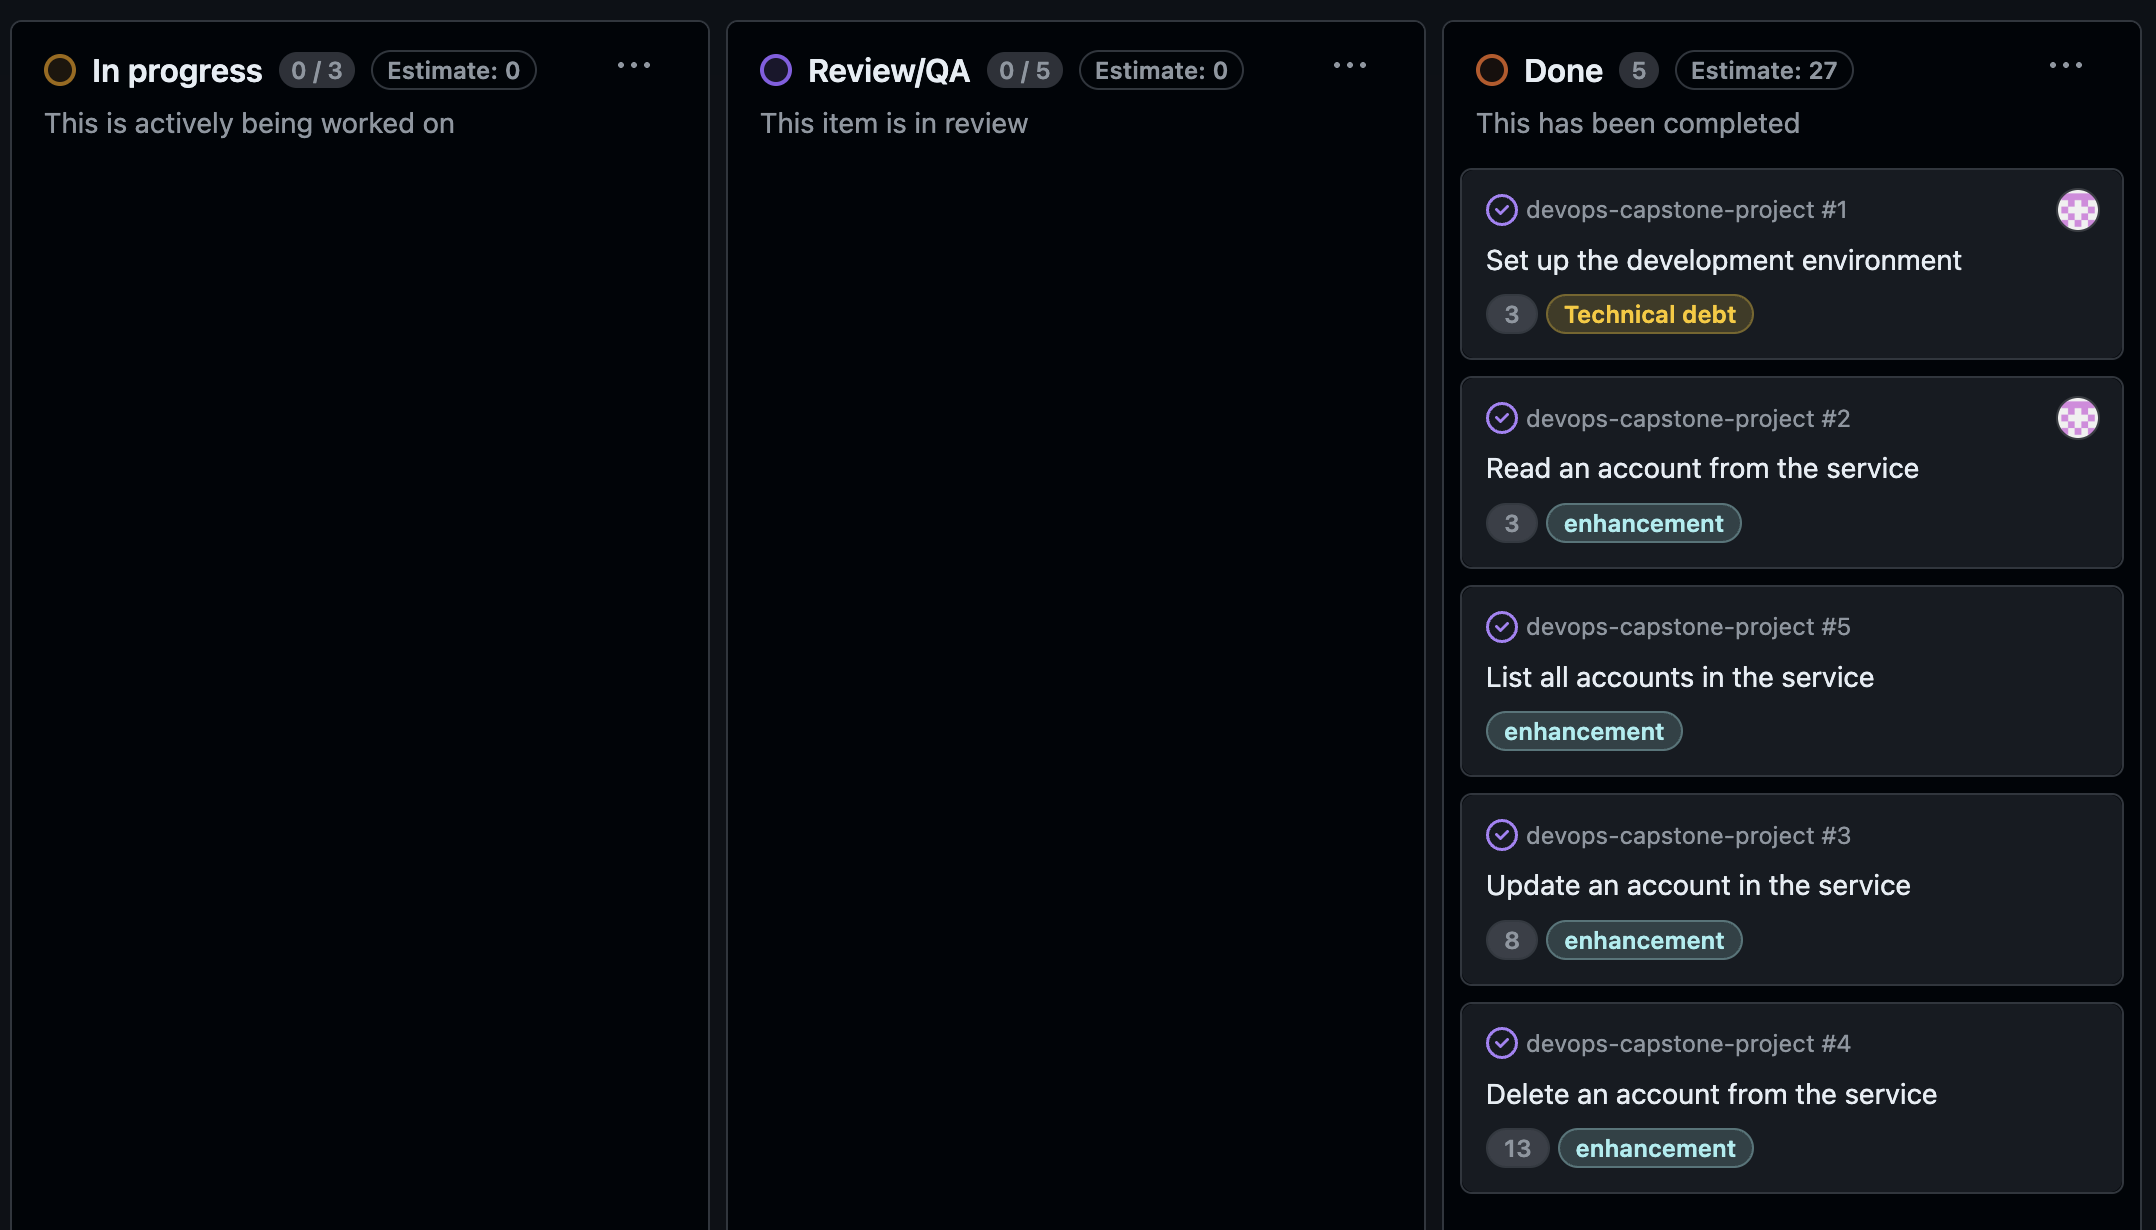 In progress 0 / 3 Estimate: 0 ...
This is actively being worked on
Review/QA 0 / 5 Estimate: 0 ...
This item is in review
Done 5 Estimate: 27 ...
This has been completed
devops-capstone-project #1
Set up the development environment
3 Technical debt
devops-capstone-project #2
Read an account from the service
3 enhancement
devops-capstone-project #5
List all accounts in the service
enhancement
devops-capstone-project #3
Update an account in the service
8 enhancement
devops-capstone-project #4
Delete an account from the service
13 enhancement